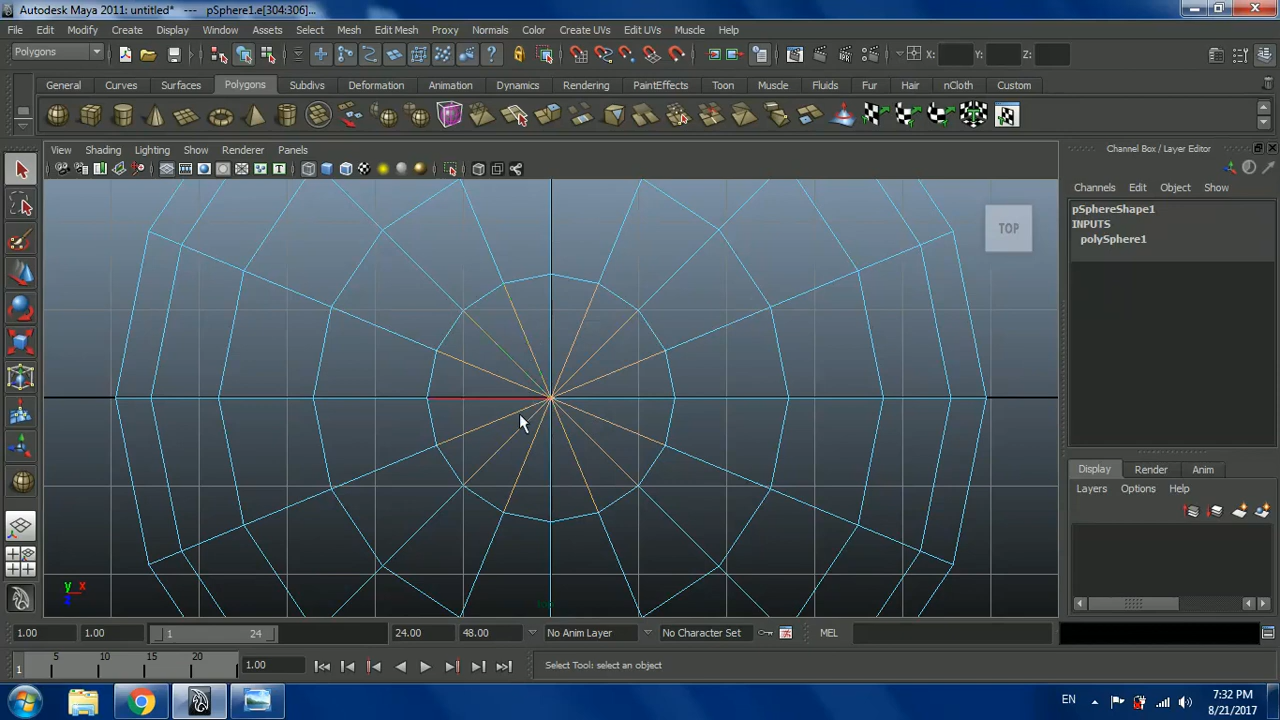 Autodesk Maya 2011: untitled* --- pSphere1.e[304:306]...
File Edit Modify Create Display Window Assets Select Mesh Edit Mesh Proxy Normals Color Create UVs Edit UVs Muscle Help
Polygons X: Y: Z:
General Curves Surfaces Polygons Subdivs Deformation Animation Dynamics Rendering PaintEffects Toon Muscle Fluids Fur Hair nCloth Custom
View Shading Lighting Show Renderer Panels
TOP
y x
z
Channel Box / Layer Editor
Channels Edit Object Show
pSphereShape1
INPUTS
polySphere1
Display Render Anim
Layers Options Help
1.00 1.00 1 24 24.00 48.00 No Anim Layer No Character Set MEL
1 5 10 15 20 1.00 Select Tool: select an object
EN 7:32 PM
8/21/2017